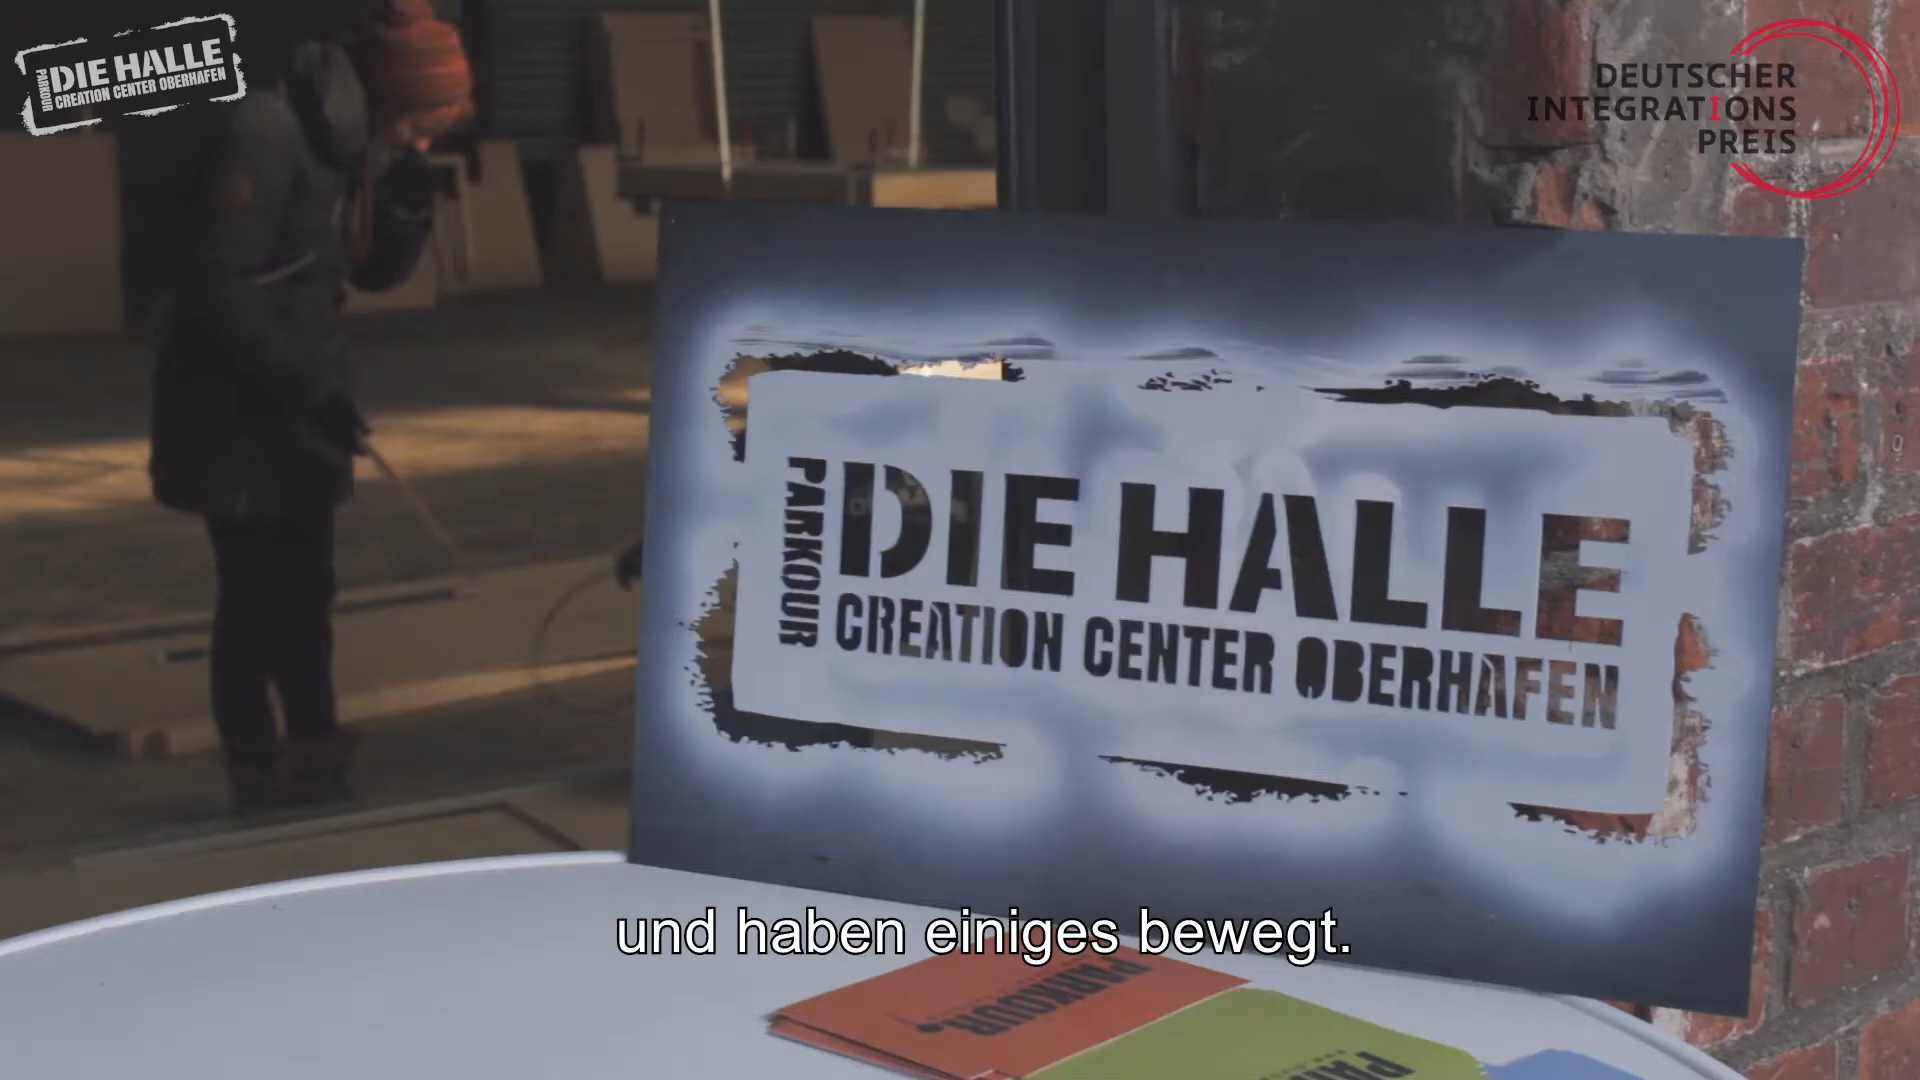 PARKOUR
DIE HALLE
CREATION CENTER OBERHAFEN
DEUTSCHER
INTEGRATIONS
PREIS
PARKOUR
DIE HALLE
CREATION CENTER OBERHAFEN
und haben einiges bewegt.
PARKOUR